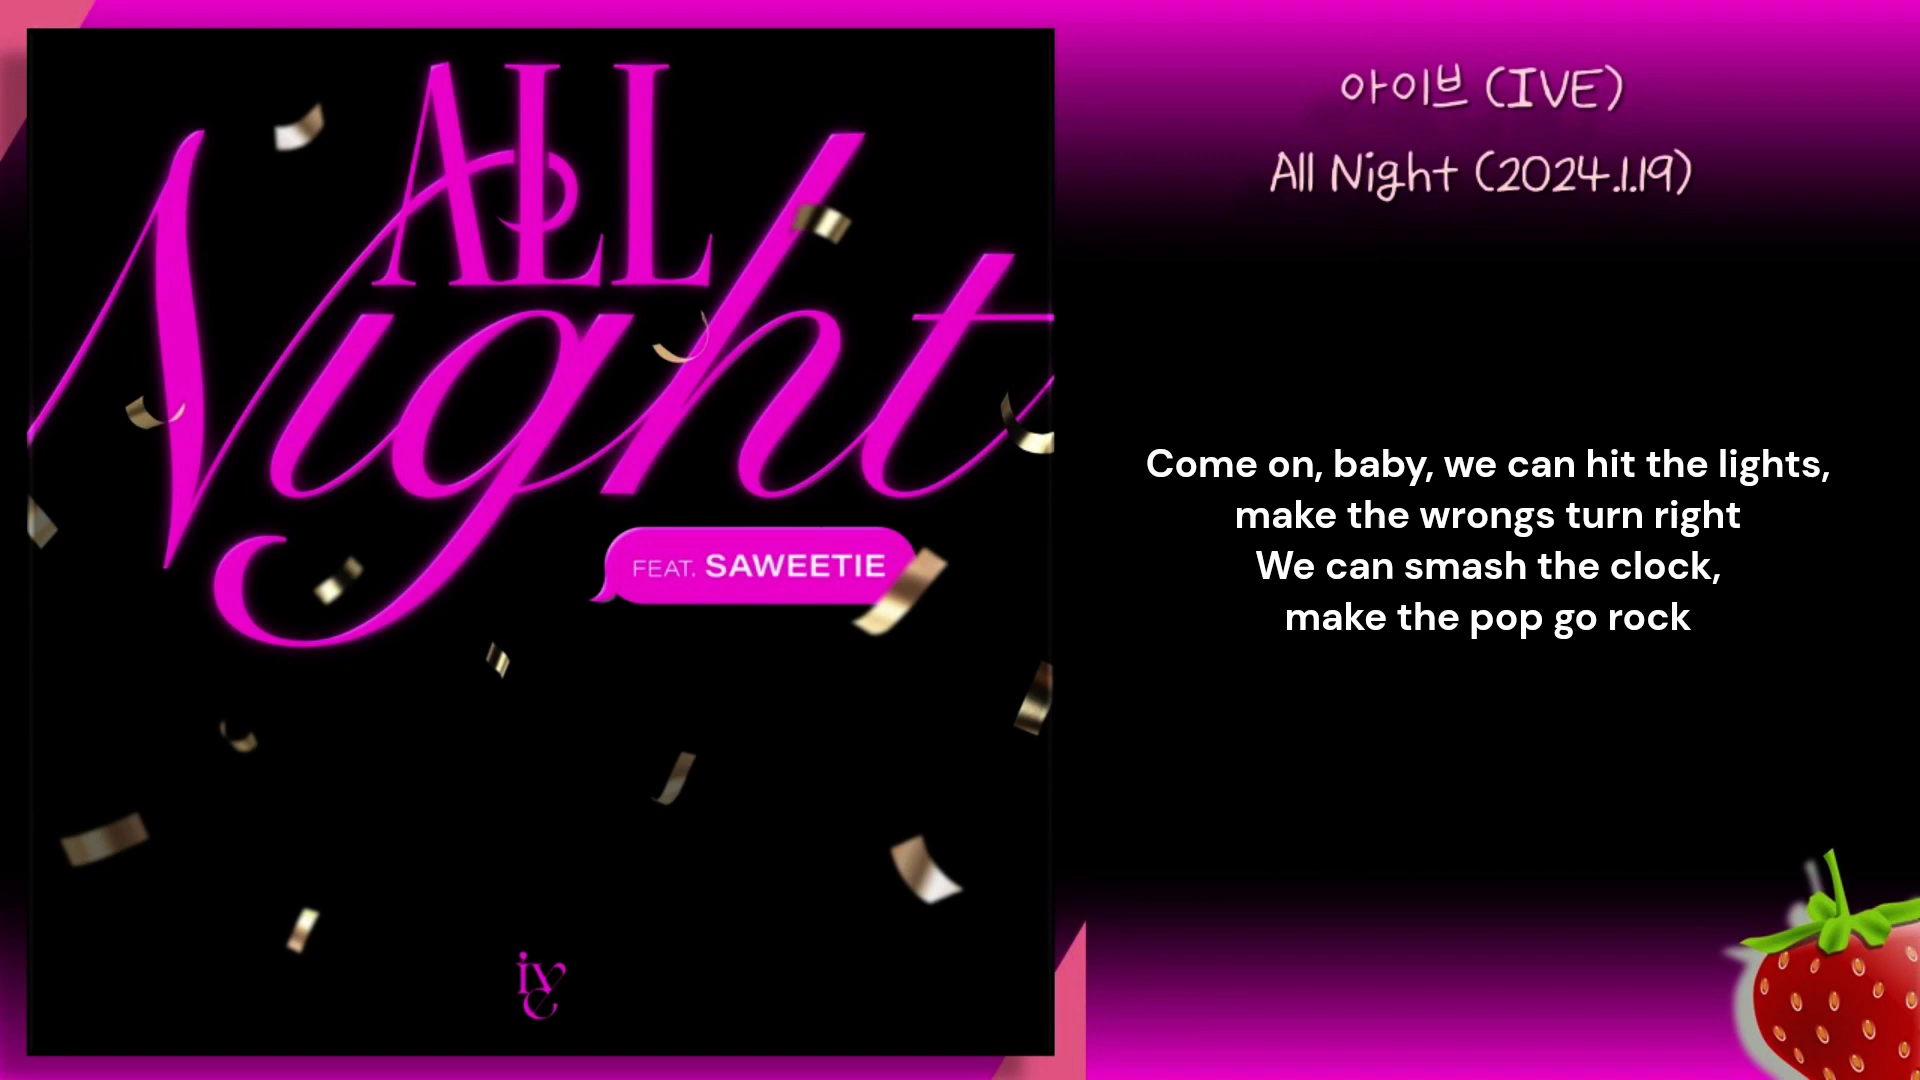 ALL
Night
FEAT. SAWEETIE
ive
아이브 (IVE)
All Night (2024.1.19)
Come on, baby, we can hit the lights,
make the wrongs turn right
We can smash the clock,
make the pop go rock